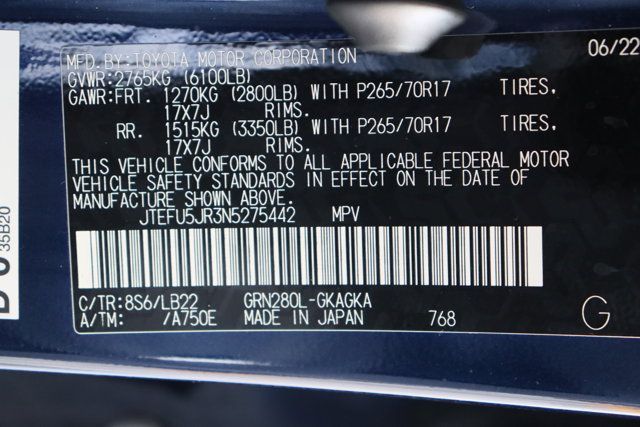 MFD.BY:TOYOTA MOTOR CORPORATION 06/22
GVWR:2765KG (6100LB)
GAWR:FRT. 1270KG (2800LB) WITH P265/70R17 TIRES,
17X7J RIMS.
RR. 1515KG (3350LB) WITH P265/70R17 TIRES,
17X7J RIMS.
THIS VEHICLE CONFORMS TO ALL APPLICABLE FEDERAL MOTOR
VEHICLE SAFETY STANDARDS IN EFFECT ON THE DATE OF
MANUFACTURE SHOWN ABOVE.
JTEFU5JR3N5275442 MPV
C/TR:8S6/LB22 GRN280L-GKAGKA
A/TM: /A750E MADE IN JAPAN 768 G
35B20